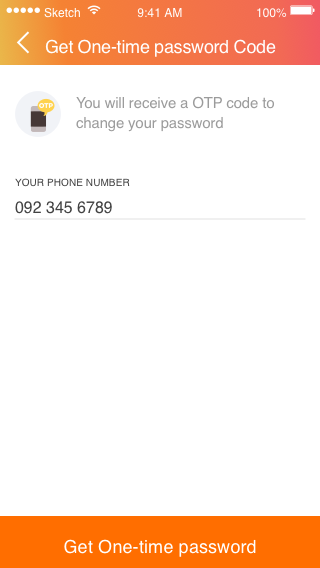 Sketch 9:41 AM 100%
Get One-time password Code
OTP
You will receive a OTP code to
change your password
YOUR PHONE NUMBER
092 345 6789
Get One-time password